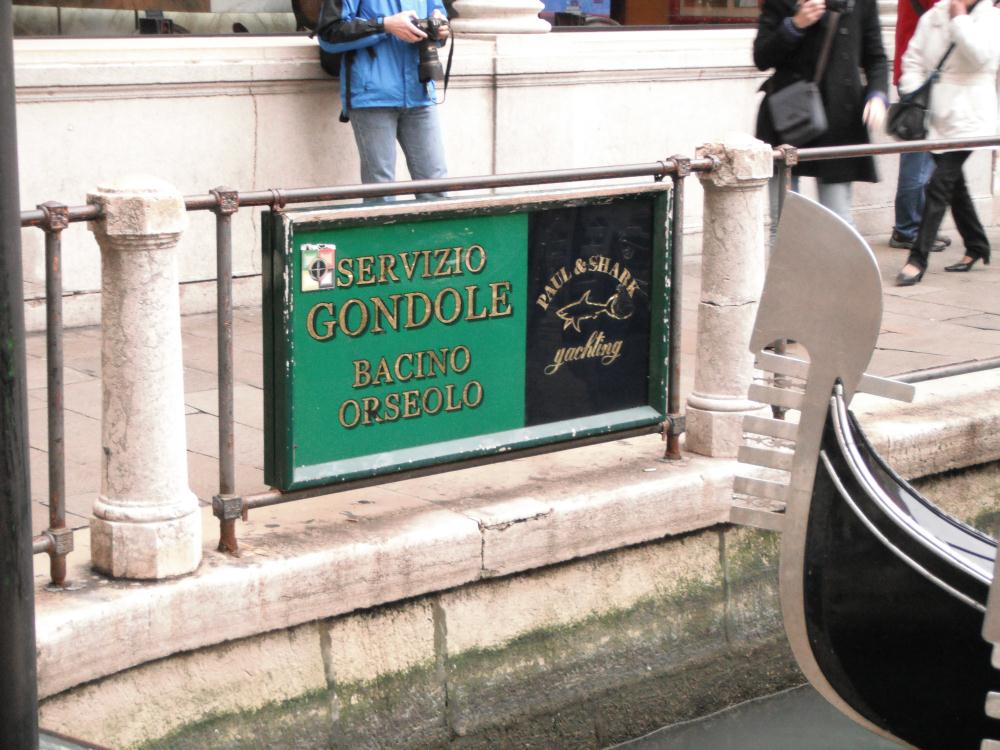 SERVIZIO
GONDOLE
BACINO
ORSEOLO
PAUL & SHARK
yachting